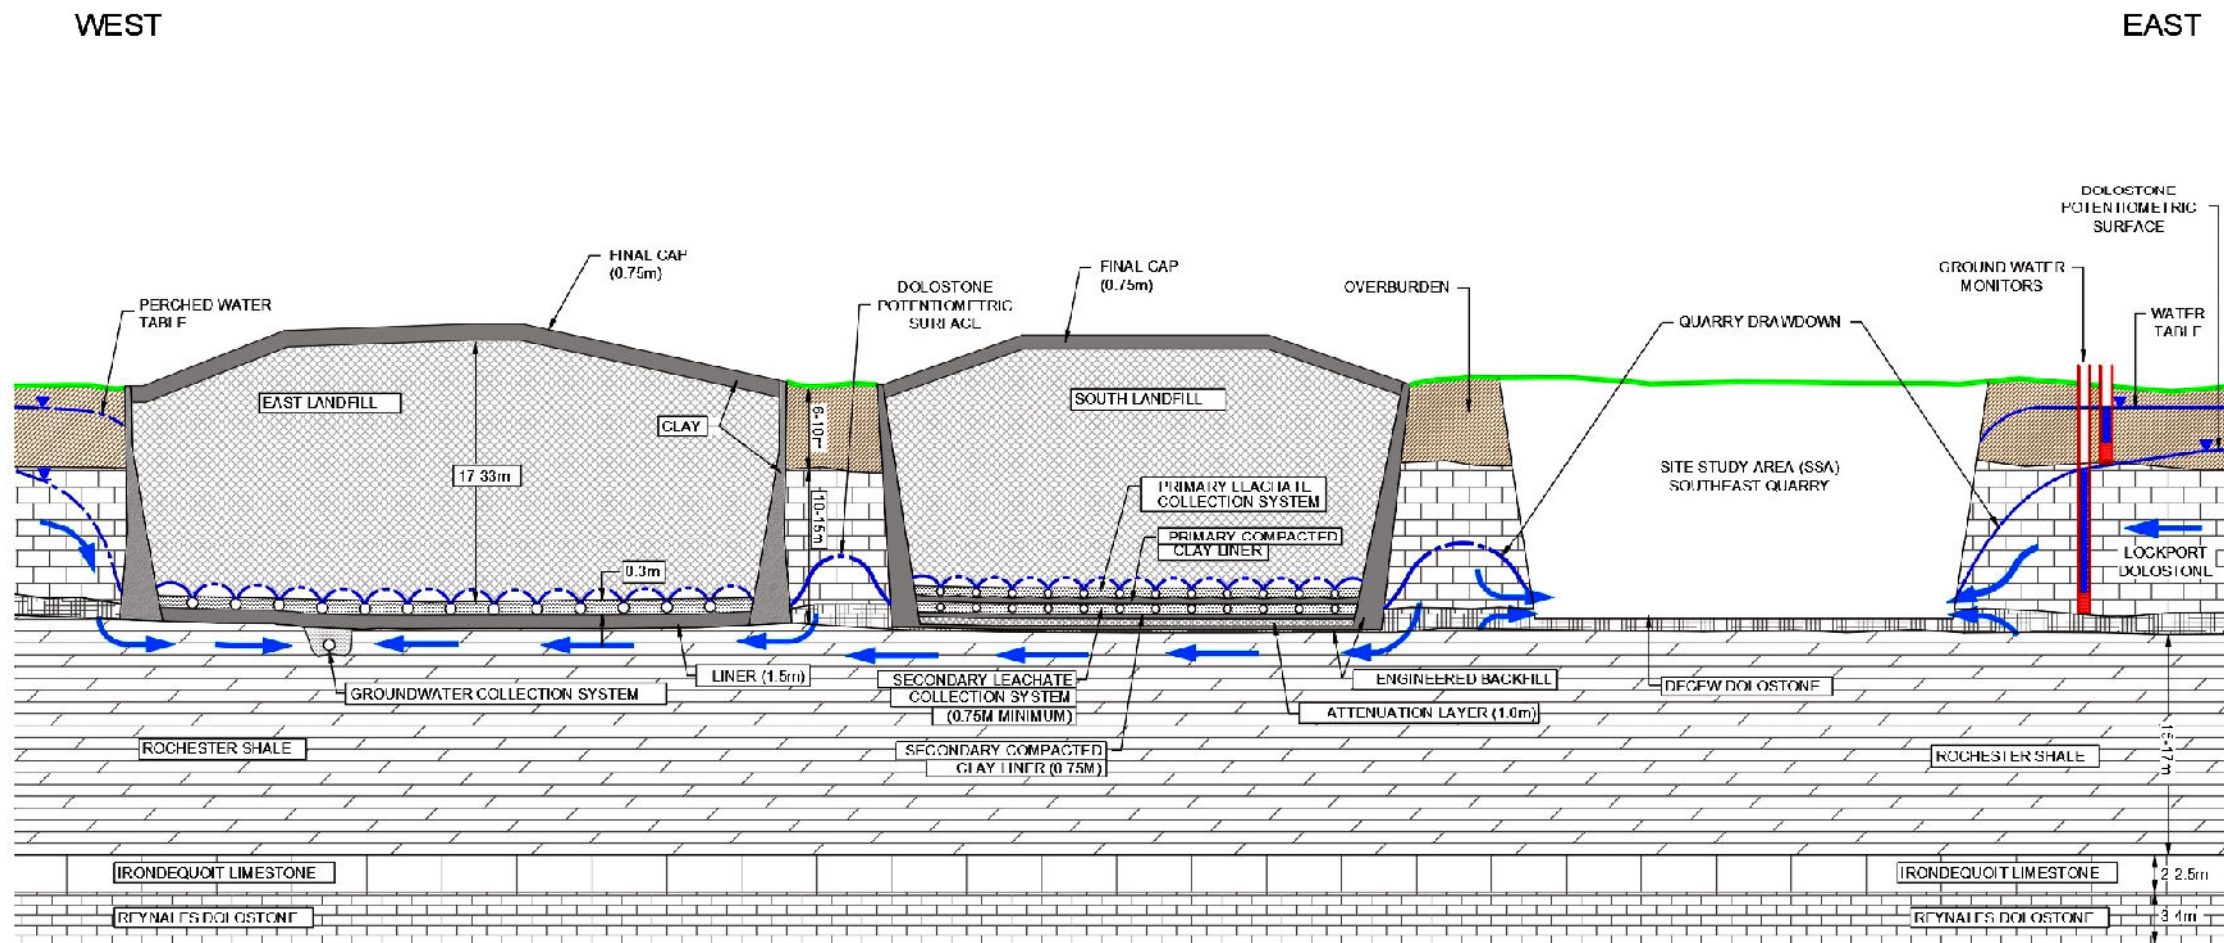 WEST
EAST
DOLOSTONE
POTENTIOMETRIC
SURFACE
FINAL CAP
(0.75m)
FINAL CAP
(0.75m)
GROUND WATER
MONITORS
DOLOSTONE
POTENTIOMETRIC
SURFACE
OVERBURDEN
PERCHED WATER
TABLE
QUARRY DRAWDOWN
WATER
TABLE
EAST LANDFILL
SOUTH LANDFILL
CLAY
6-10m
17 33m
SITE STUDY AREA (SSA)
SOUTHEAST QUARRY
PRIMARY LEACHATE
COLLECTION SYSTEM
10-15m
PRIMARY COMPACTED
CLAY LINER
LOCKPORT
DOLOSTONE
0.3m
LINER (1.5m)
SECONDARY LEACHATE
COLLECTION SYSTEM
(0.75M MINIMUM)
ENGINEERED BACKFILL
DECEW DOLOSTONE
GROUNDWATER COLLECTION SYSTEM
ATTENUATION LAYER (1.0m)
ROCHESTER SHALE
SECONDARY COMPACTED
CLAY LINER (0.75M)
ROCHESTER SHALE
IRONDEQUOIT LIMESTONE
IRONDEQUOIT LIMESTONE
2 2.5m
REYNALES DOLOSTONE
REYNALES DOLOSTONE
3 4m